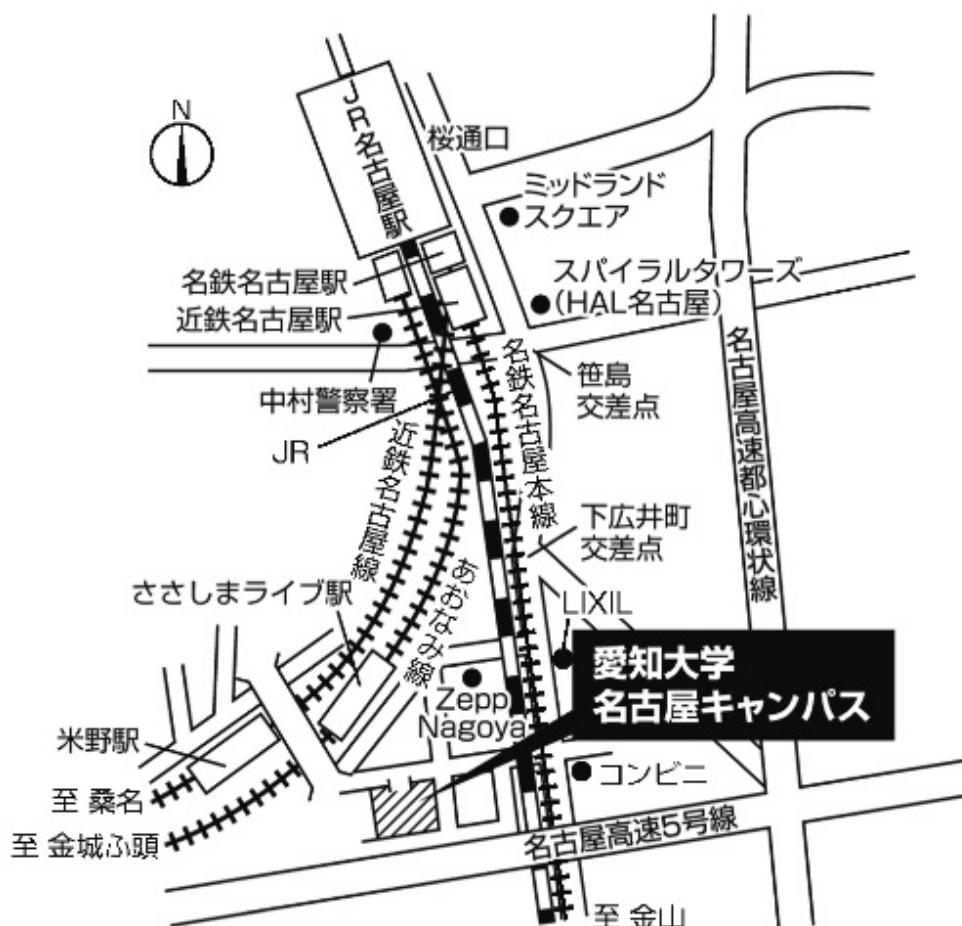 N
JR名古屋駅
桜通口
ミッドランド
スクエア
名鉄名古屋駅
近鉄名古屋駅
スパイラルタワーズ
(HAL名古屋)
中村警察署
JR
笹島
交差点
名鉄名古屋本線
名古屋高速都心環状線
近鉄名古屋線
下広井町
交差点
あおなみ線
ささしまライブ駅
LIXIL
愛知大学
名古屋キャンパス
Zepp
Nagoya
米野駅
コンビニ
至 桑名
至 金城ふ頭
名古屋高速5号線
至 金山